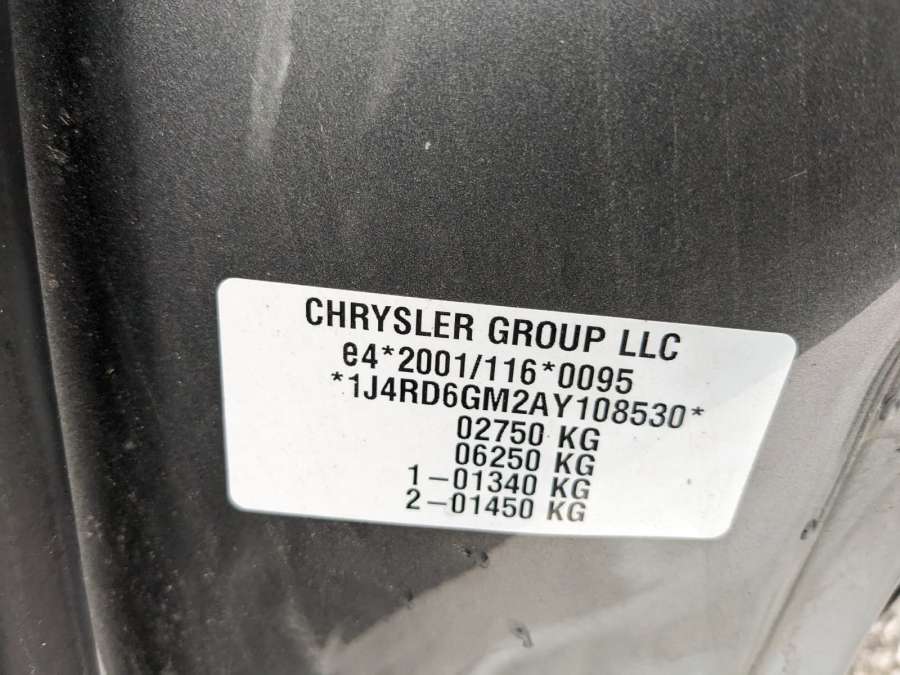 CHRYSLER GROUP LLC
e4*2001/116*0095
*1J4RD6GM2AY108530*
02750 KG
06250 KG
1-01340 KG
2-01450 KG